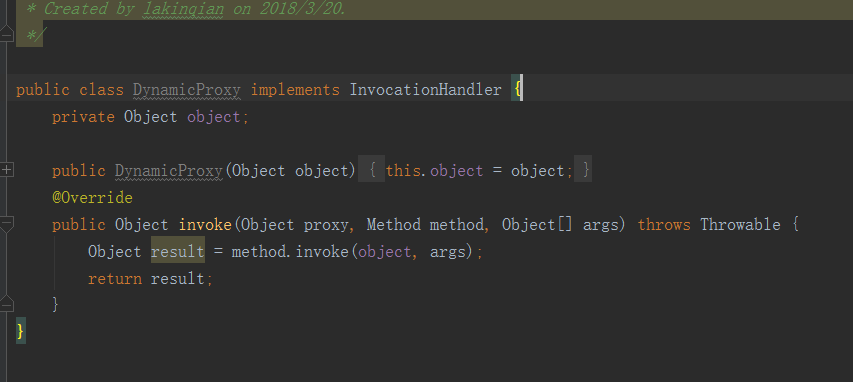 * Created by lakinqian on 2018/3/20.
*/
public class DynamicProxy implements InvocationHandler {
private Object object;
public DynamicProxy(Object object) { this.object = object; }
@Override
public Object invoke(Object proxy, Method method, Object[] args) throws Throwable {
Object result = method.invoke(object, args);
return result;
}
}